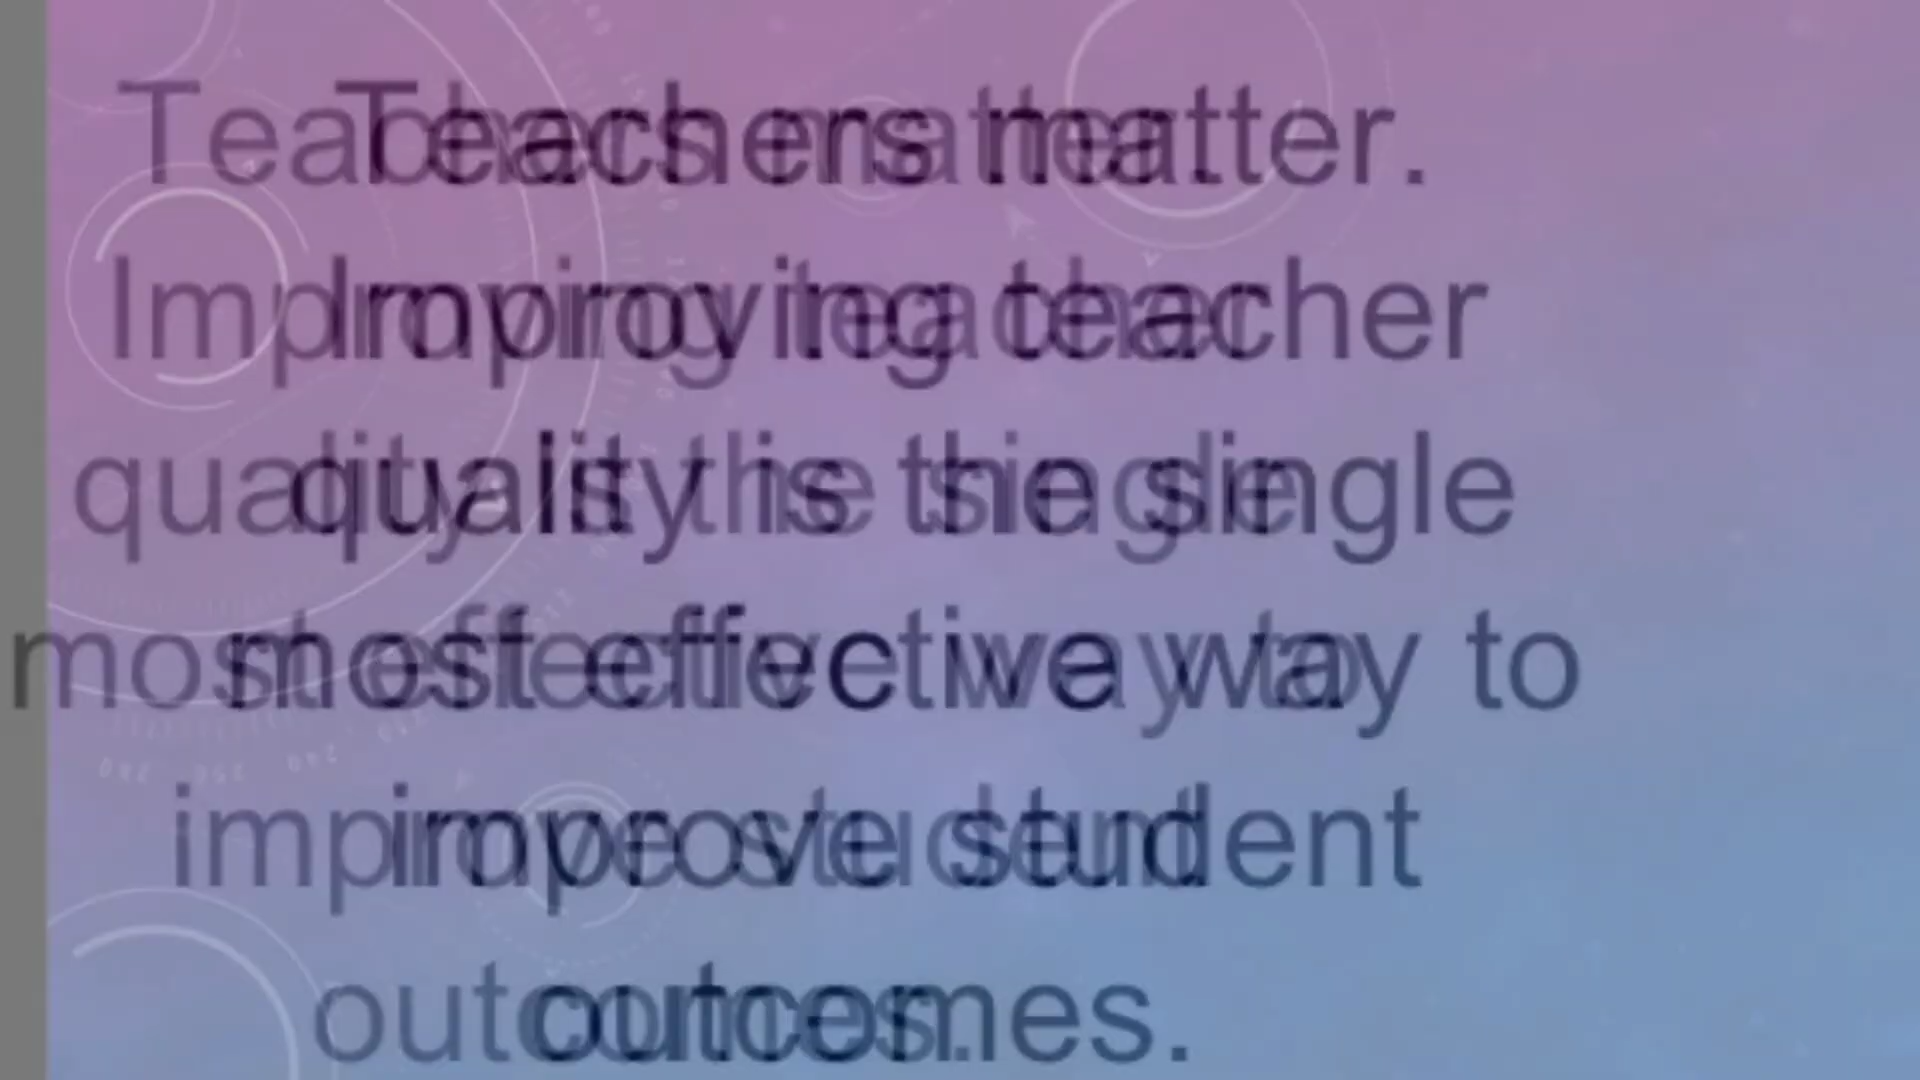 Teachers matter.
Improving teacher
quality is the single
most effective way to
improve student
outcomes.